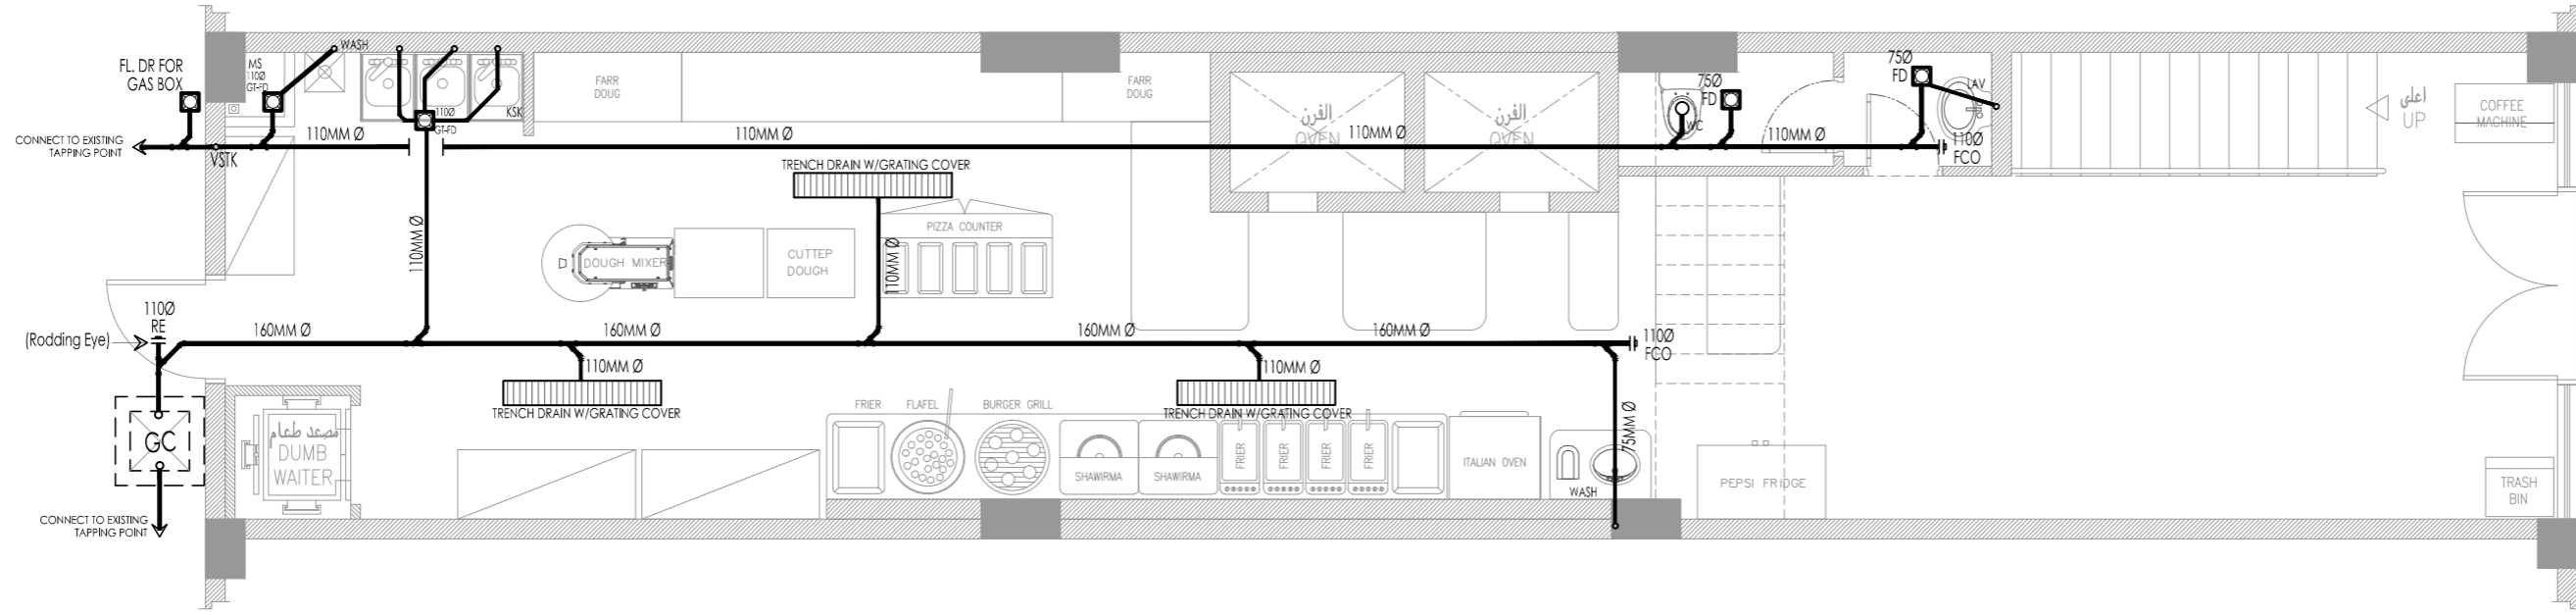 FL. DR FOR
GAS BOX
MS
110Ø
GT-FD
WASH
KSK
110Ø
GT-FD
FARR
DOUG
FARR
DOUG
الفرن
OVEN
الفرن
OVEN
75Ø
FD
WC
75Ø
FD
LAV
اعلى
UP
COFFEE
MACHINE
CONNECT TO EXISTING
TAPPING POINT
VSTK
110MM Ø
110MM Ø
110MM Ø
110MM Ø
110Ø
FCO
TRENCH DRAIN W/GRATING COVER
110MM Ø
DOUGH MIXER
CUTTEP
DOUGH
PIZZA COUNTER
110MM Ø
110Ø
RE
(Rodding Eye)
160MM Ø
160MM Ø
160MM Ø
160MM Ø
110Ø
FCO
110MM Ø
TRENCH DRAIN W/GRATING COVER
110MM Ø
TRENCH DRAIN W/GRATING COVER
GC
مصعد طعام
DUMB
WAITER
FRIER
FLAFEL
BURGER GRILL
SHAWIRMA
SHAWIRMA
FRIER
FRIER
FRIER
FRIER
ITALIAN OVEN
WASH
75MM Ø
PEPSI FRIDGE
TRASH
BIN
CONNECT TO EXISTING
TAPPING POINT